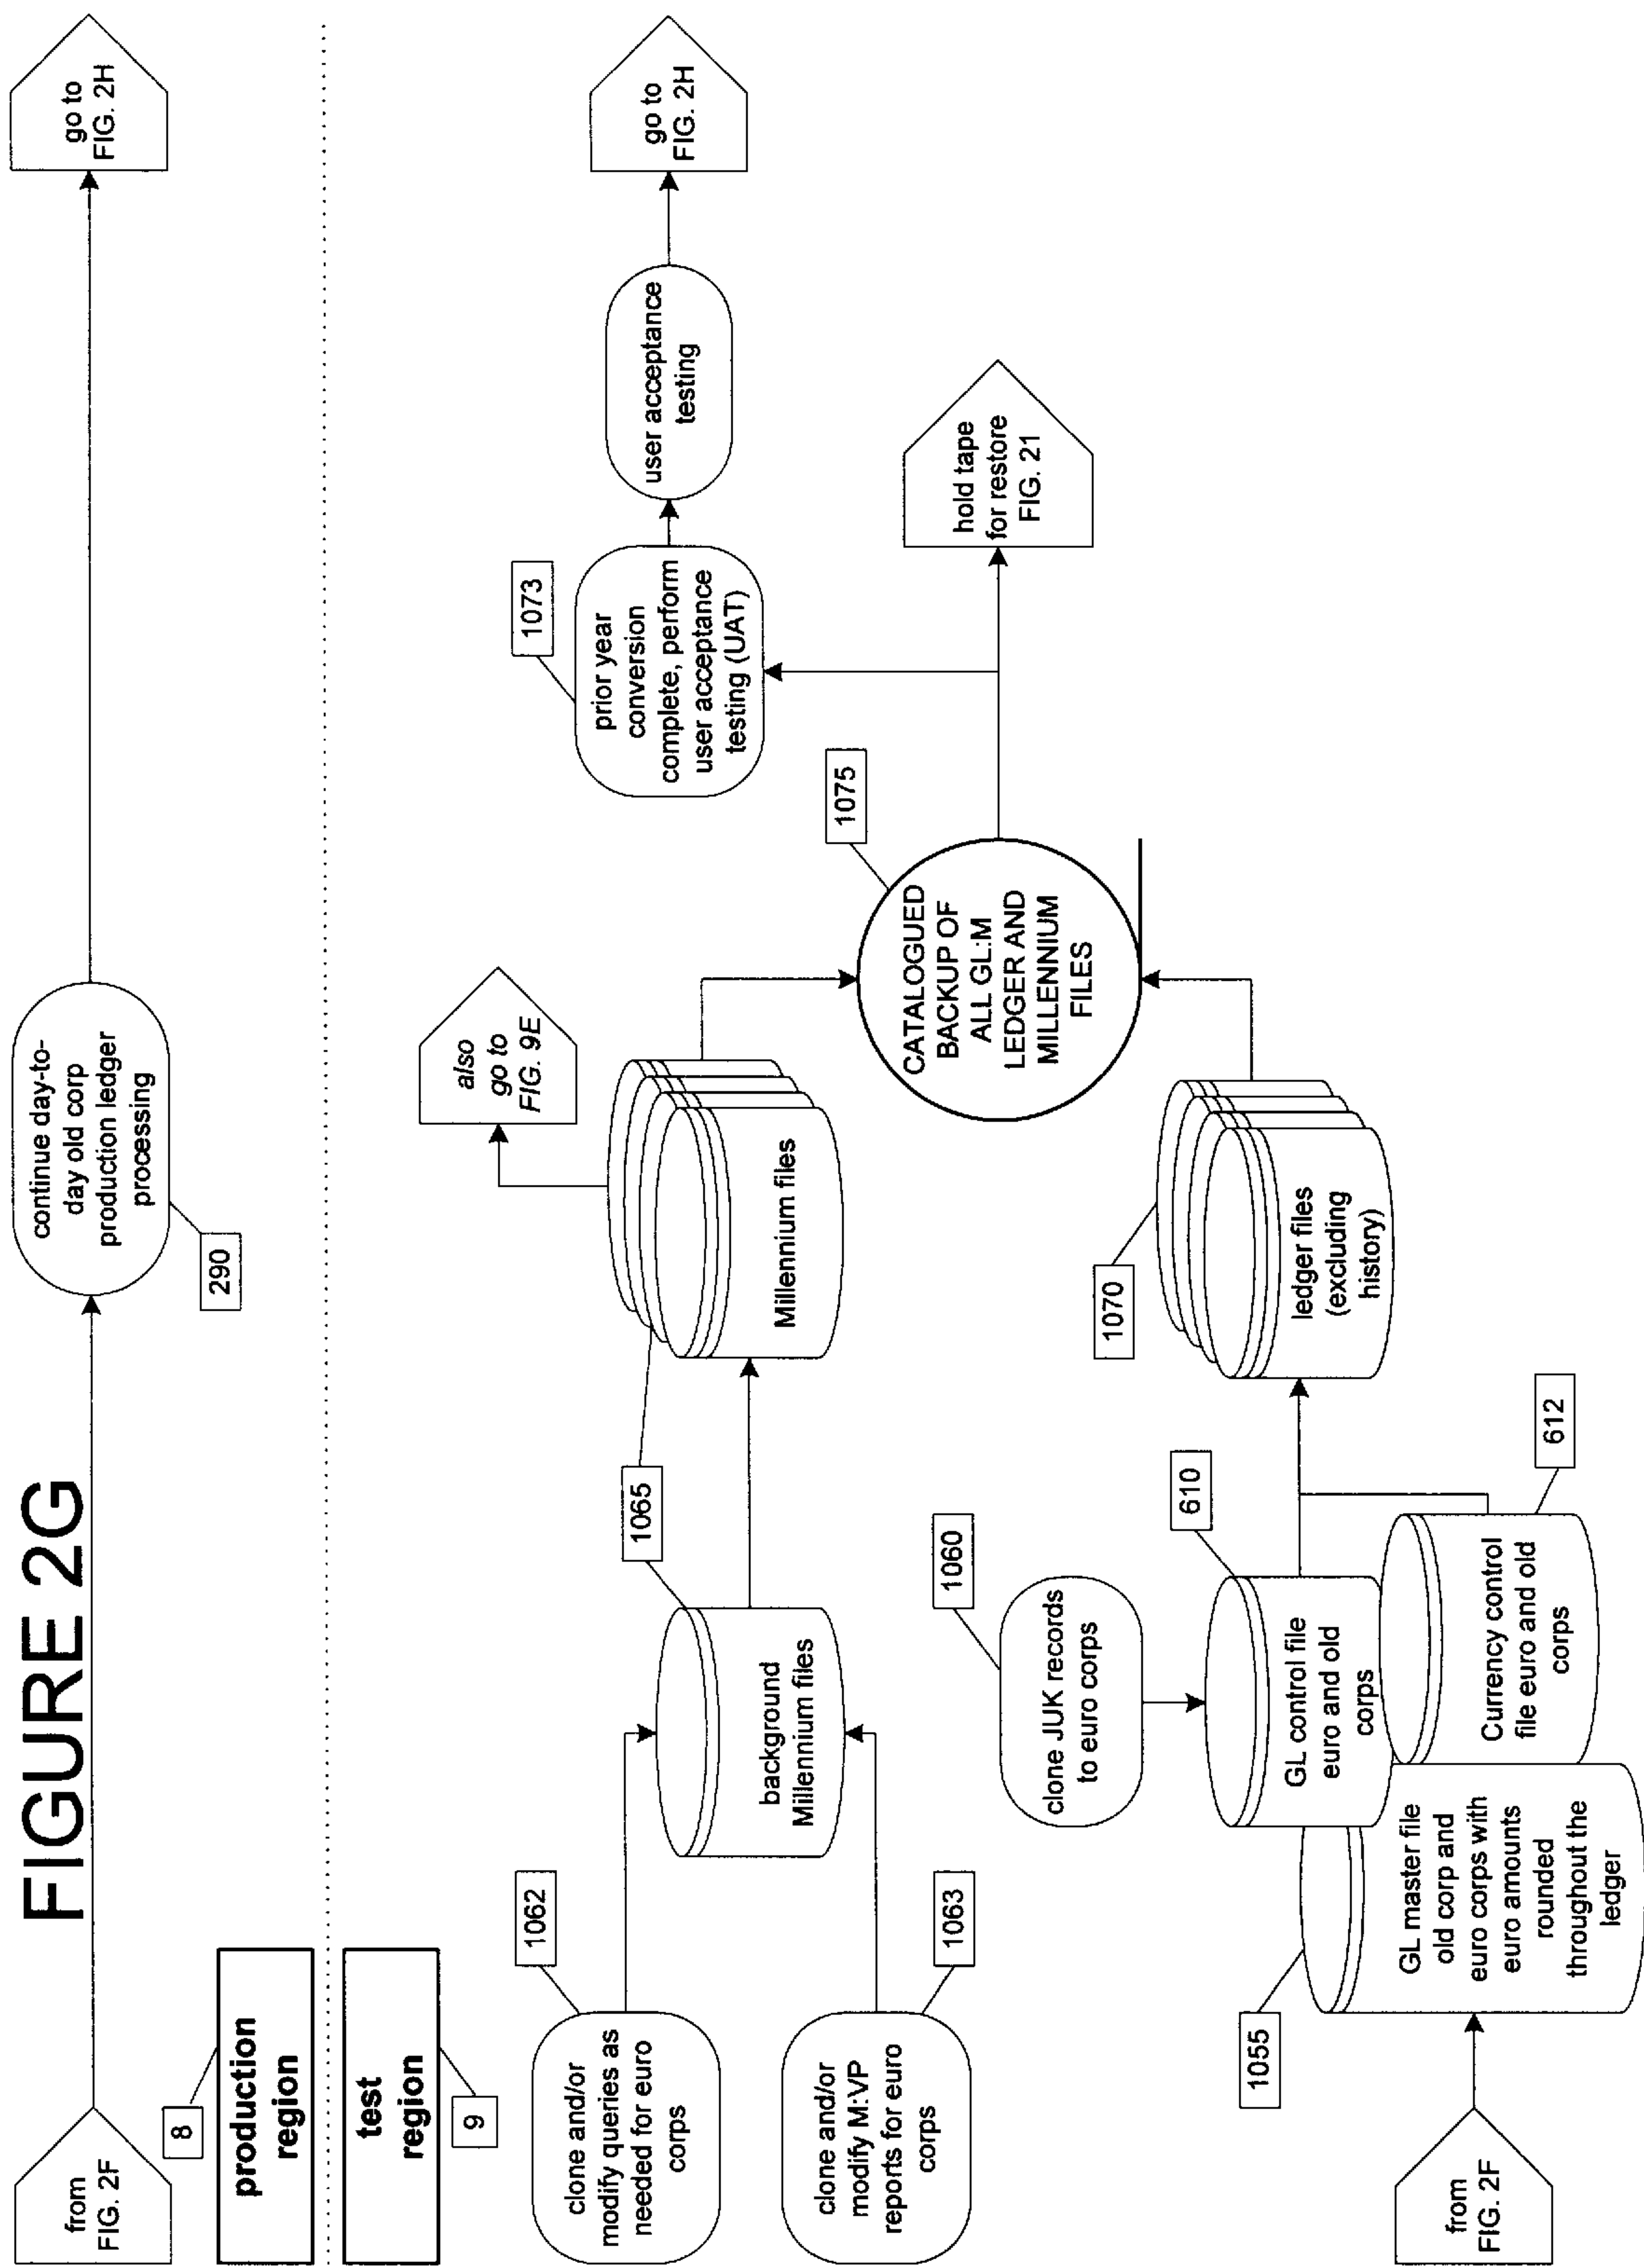 FIGURE 2G
from
FIG. 2F
continue day-to-
day old corp
production ledger
processing
290
go to
FIG. 2H
8
production
region
test
region
9
clone and/or
modify queries as
needed for euro
corps
1062
clone and/or
modify M:VP
reports for euro
corps
1063
background
Millennium files
1065
Millennium files
also
go to
FIG. 9E
from
FIG. 2F
1055
GL master file
old corp and
euro corps with
euro amounts
rounded
throughout the
ledger
clone JUK records
to euro corps
1060
GL control file
euro and old
corps
610
Currency control
file euro and old
corps
612
ledger files
(excluding
history)
1070
CATALOGUED
BACKUP OF
ALL GL:M
LEDGER AND
MILLENNIUM
FILES
1075
prior year
conversion
complete, perform
user acceptance
testing (UAT)
1073
user acceptance
testing
go to
FIG. 2H
hold tape
for restore
FIG. 21